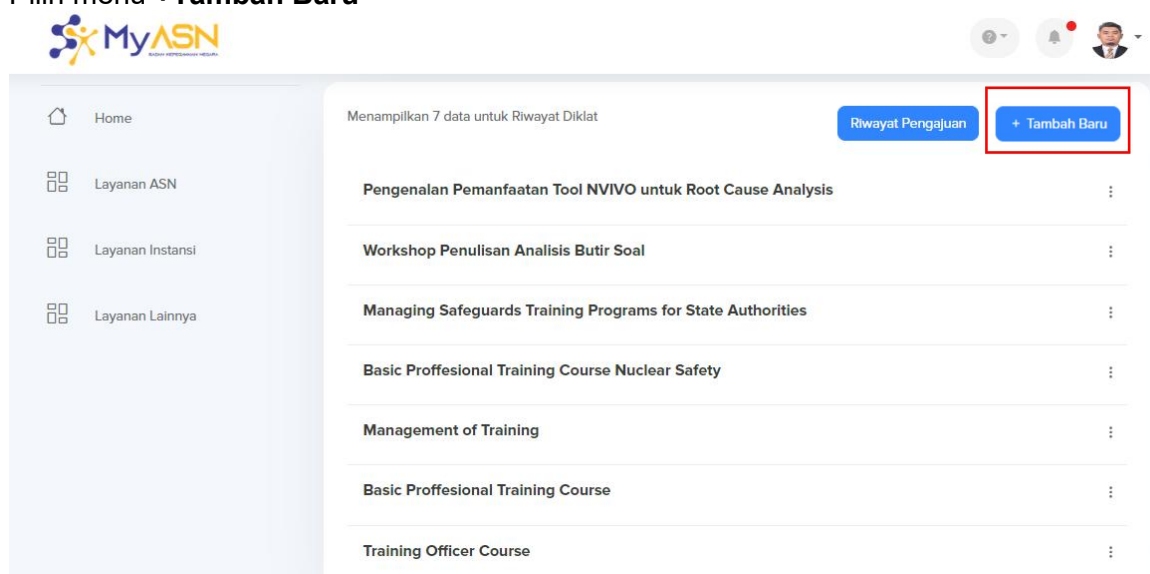 Pilih menu + Tambah Baru
MyASN
BADAN KEPEGAWAIAN NEGARA
Home
Layanan ASN
Layanan Instansi
Layanan Lainnya
Menampilkan 7 data untuk Riwayat Diklat
Riwayat Pengajuan
+ Tambah Baru
Pengenalan Pemanfaatan Tool NVIVO untuk Root Cause Analysis
Workshop Penulisan Analisis Butir Soal
Managing Safeguards Training Programs for State Authorities
Basic Proffesional Training Course Nuclear Safety
Management of Training
Basic Proffesional Training Course
Training Officer Course